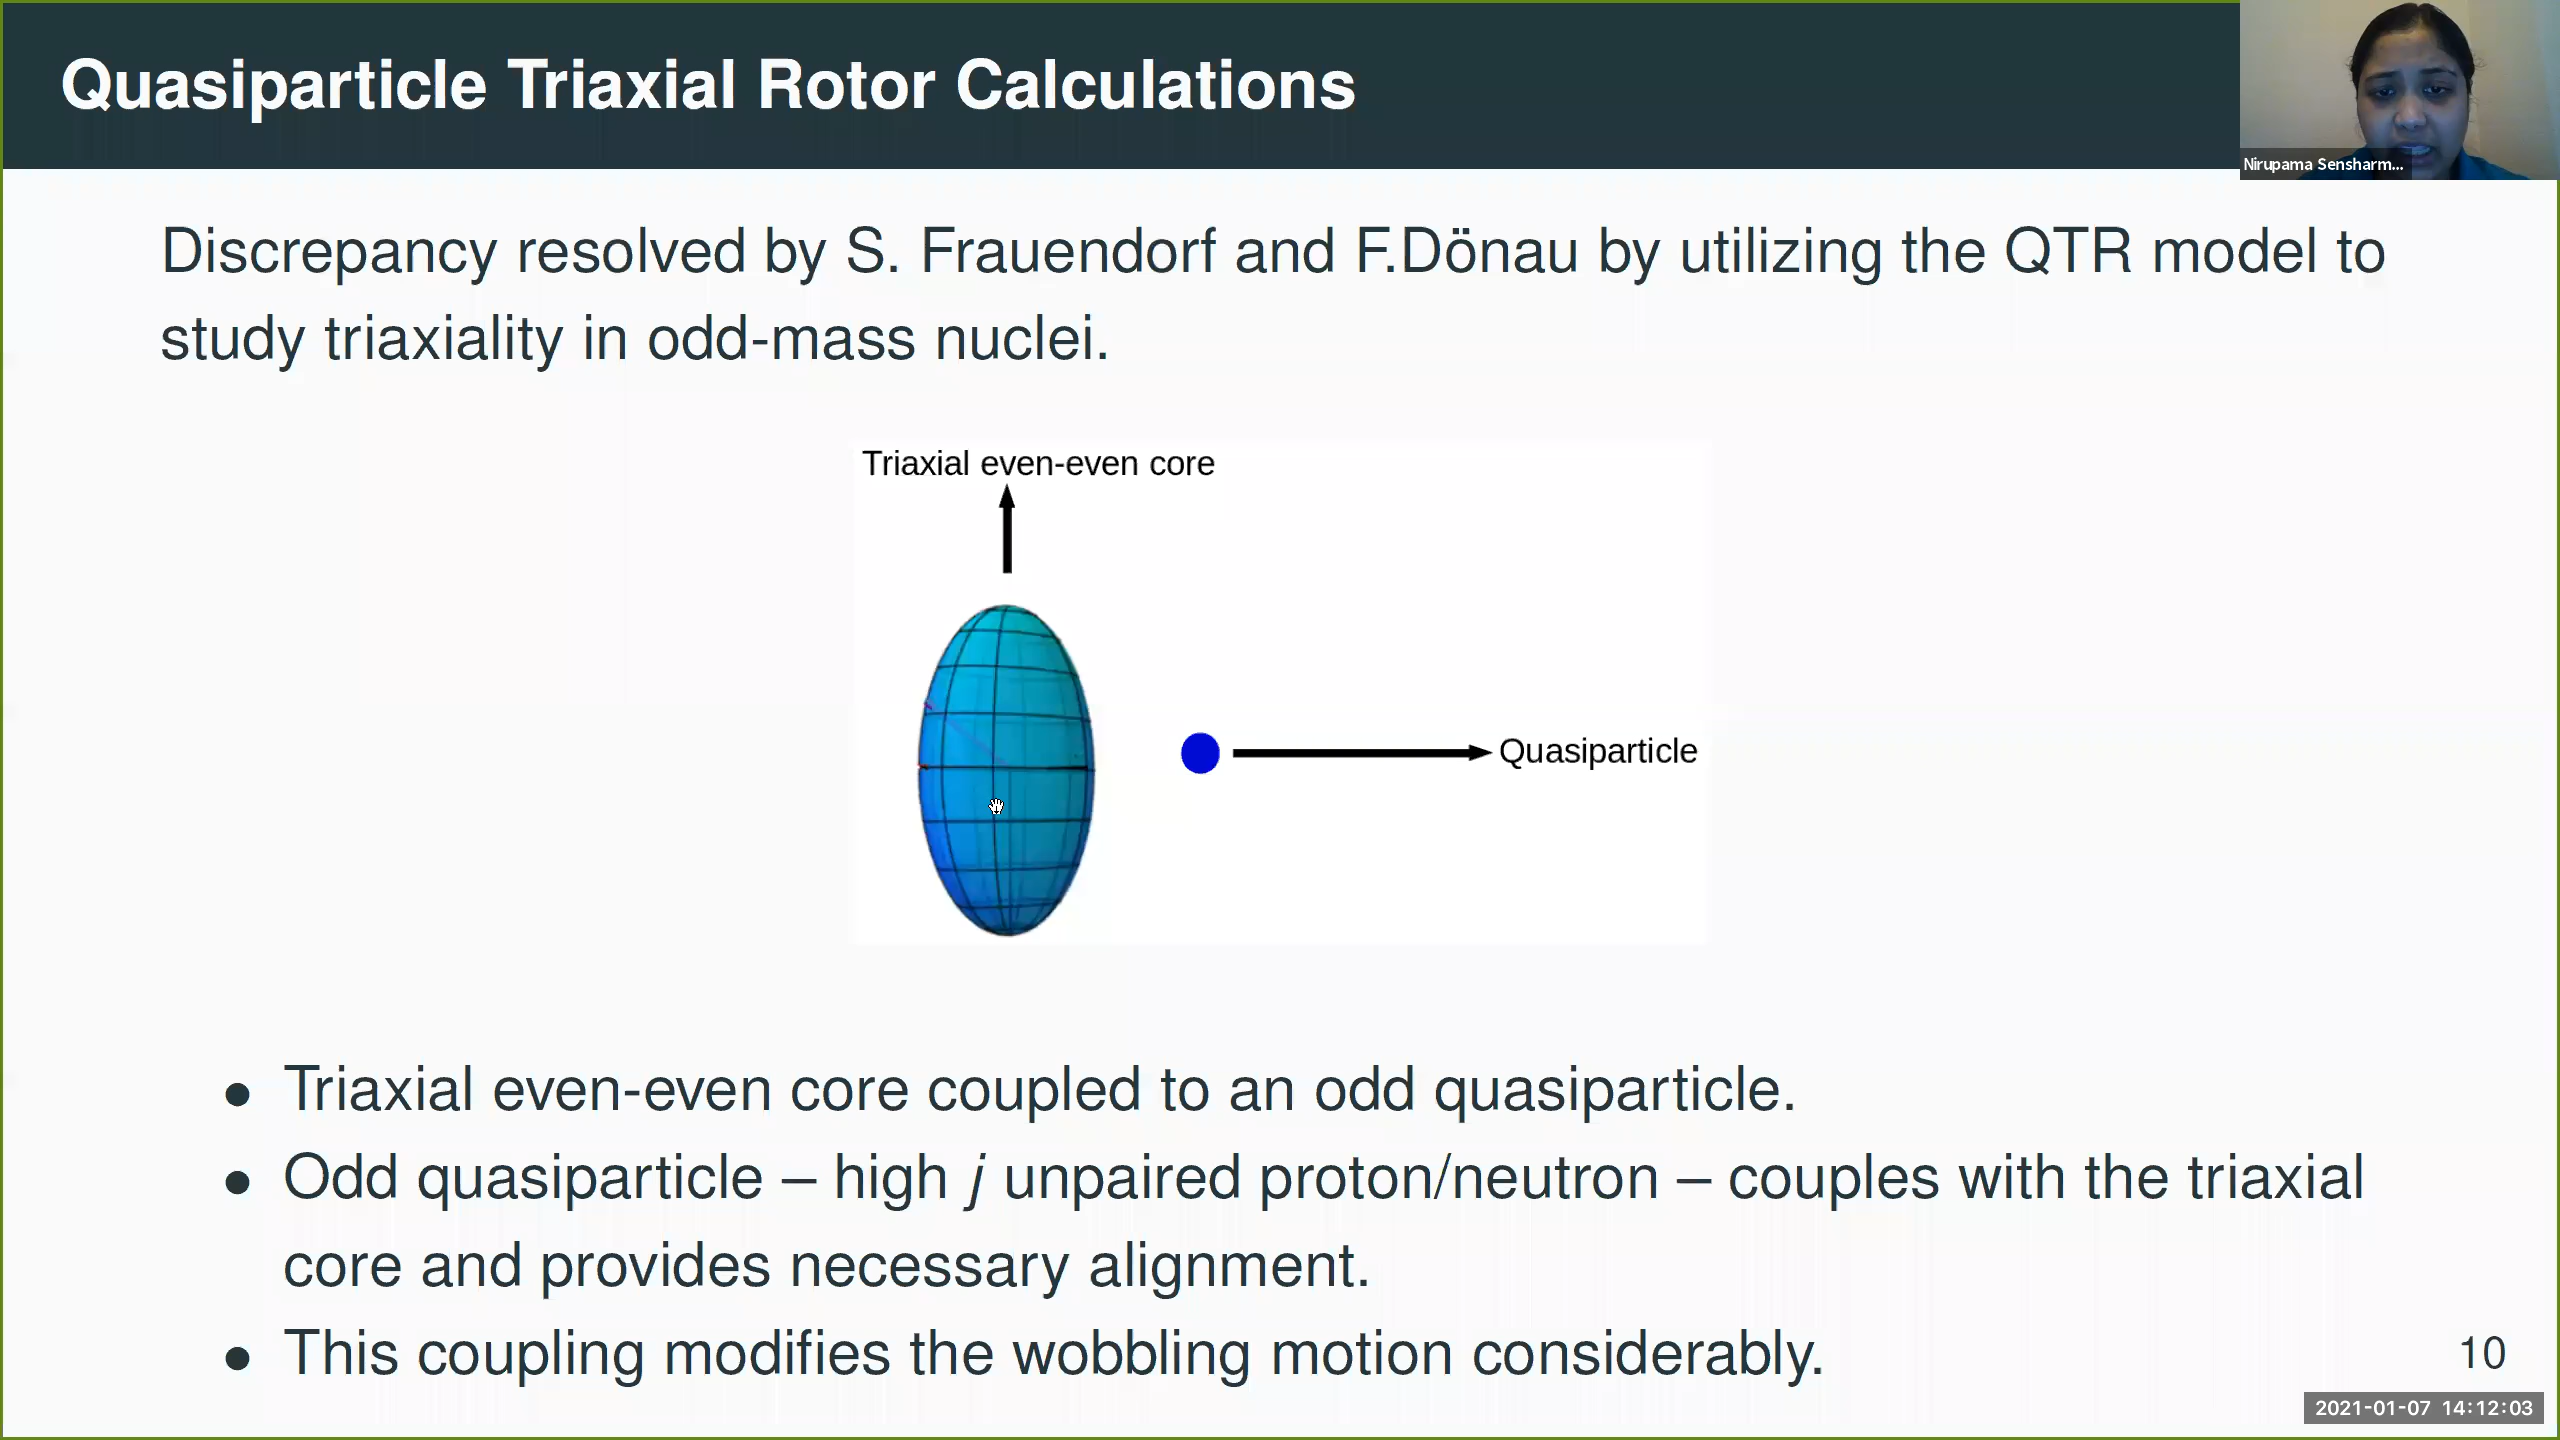 Quasiparticle Triaxial Rotor Calculations
Nirupama Sensharm...
Discrepancy resolved by S. Frauendorf and F.Dönau by utilizing the QTR model to
study triaxiality in odd-mass nuclei.
Triaxial even-even core
Quasiparticle
● Triaxial even-even core coupled to an odd quasiparticle.
● Odd quasiparticle – high j unpaired proton/neutron – couples with the triaxial
core and provides necessary alignment.
● This coupling modifies the wobbling motion considerably.
10
2021-01-07 14:12:03